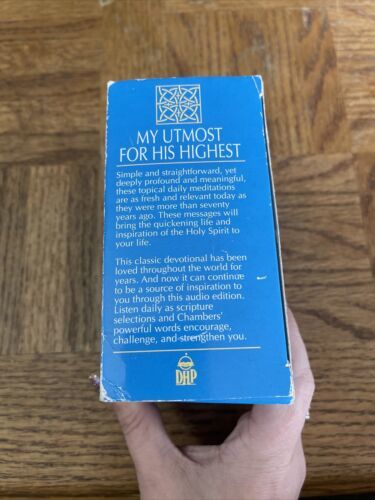 MY UTMOST
FOR HIS HIGHEST
Simple and straightforward, yet
deeply profound and meaningful,
these topical daily meditations
are as fresh and relevant today as
they were more than seventy
years ago. These messages will
bring the quickening life and
inspiration of the Holy Spirit to
your life.
This classic devotional has been
loved throughout the world for
years. And now it can continue
to be a source of inspiration to
you through this audio edition.
Listen daily as scripture
selections and Chambers'
powerful words encourage,
challenge, and strengthen you.
DHP